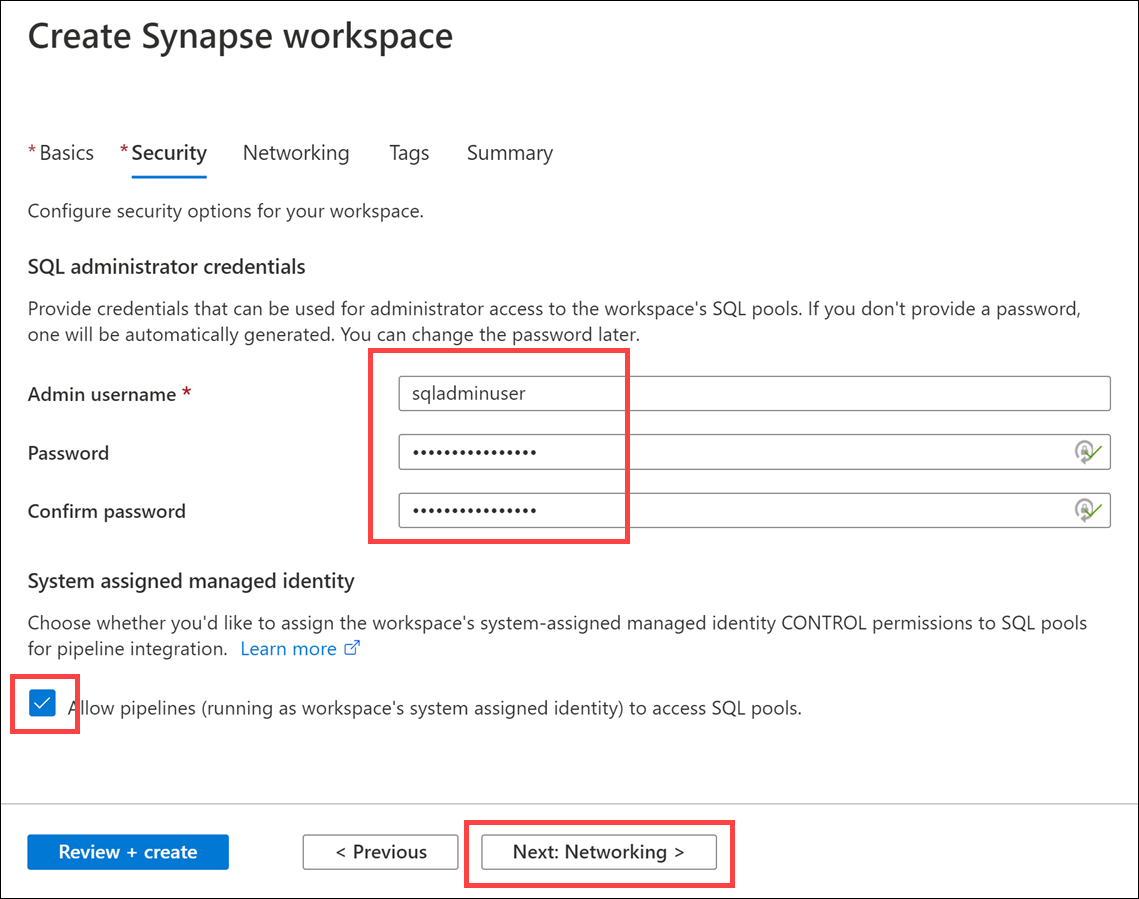 Create Synapse workspace
* Basics * Security Networking Tags Summary
Configure security options for your workspace.
SQL administrator credentials
Provide credentials that can be used for administrator access to the workspace's SQL pools. If you don't provide a password,
one will be automatically generated. You can change the password later.
Admin username * sqladminuser
Password ••••••••••••••••
Confirm password ••••••••••••••••
System assigned managed identity
Choose whether you'd like to assign the workspace's system-assigned managed identity CONTROL permissions to SQL pools
for pipeline integration. Learn more
Allow pipelines (running as workspace's system assigned identity) to access SQL pools.
Review + create < Previous Next: Networking >